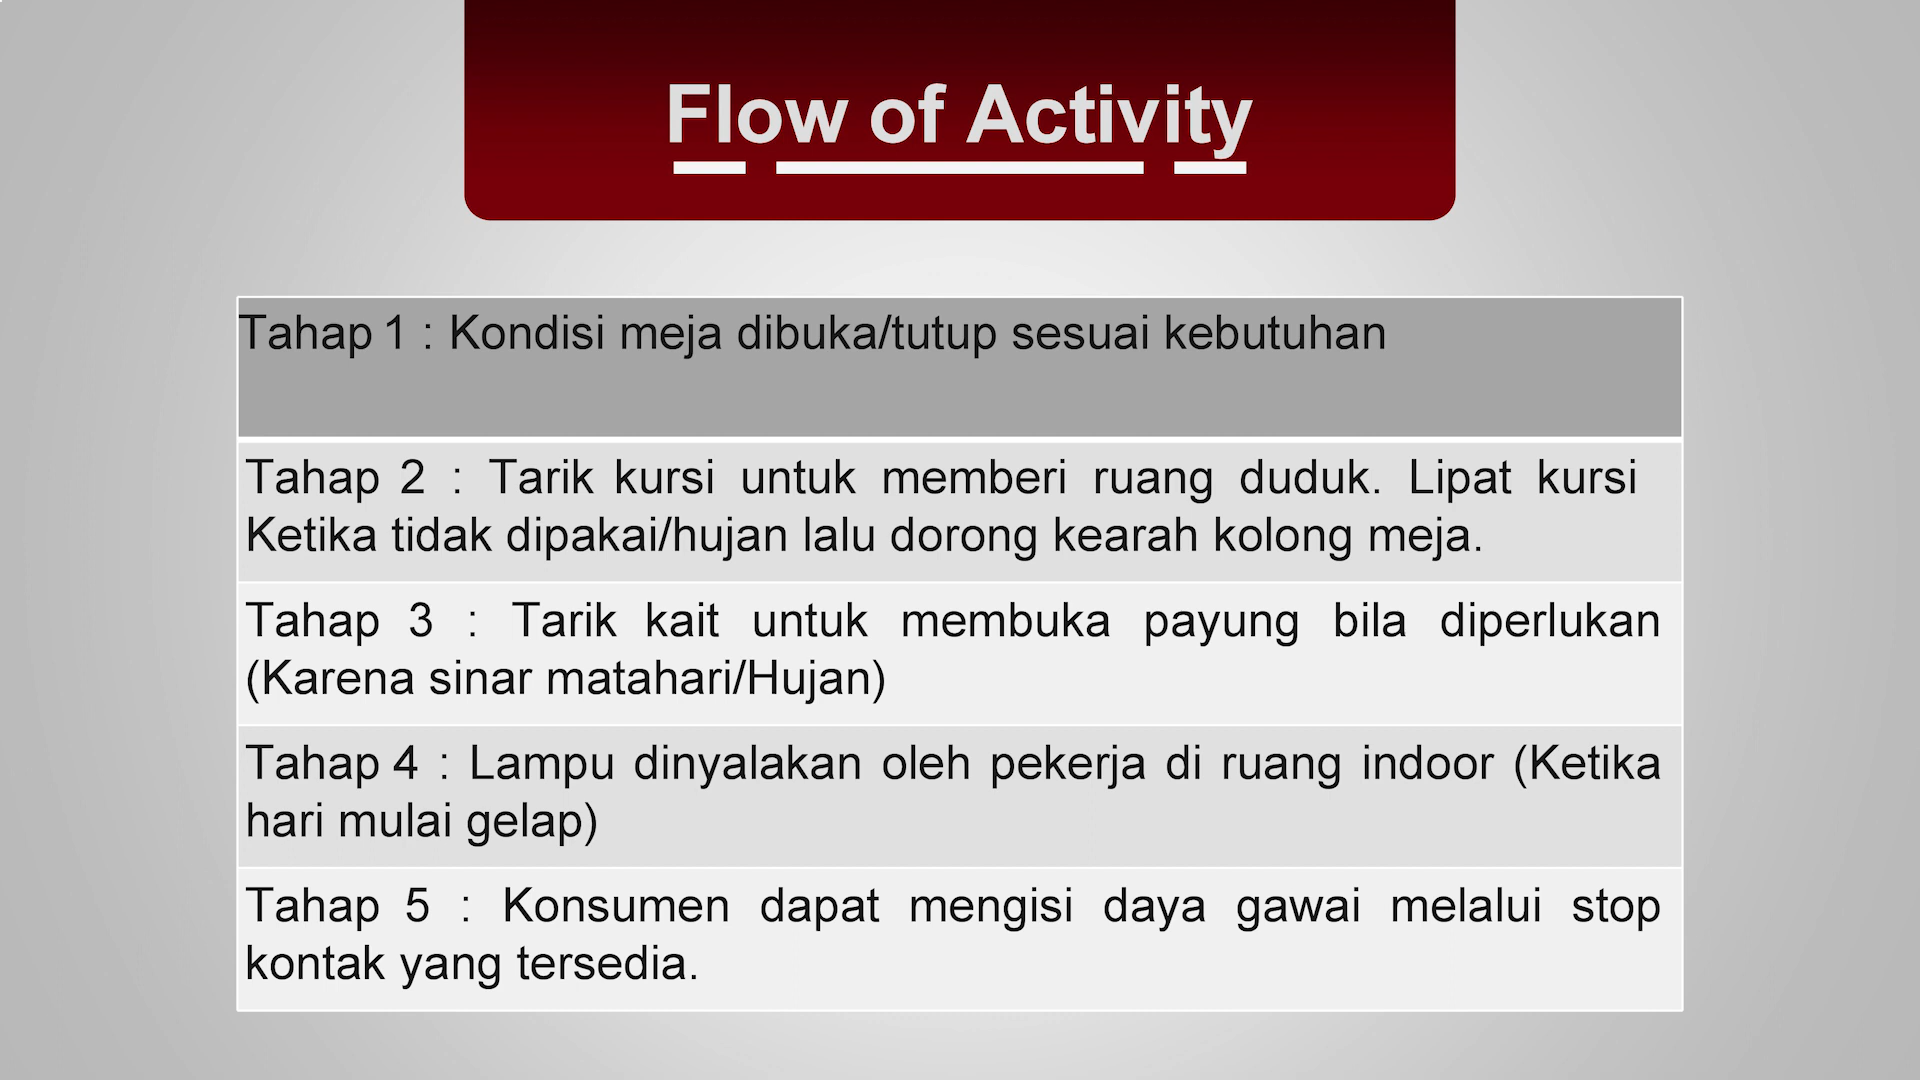 Flow of Activity
Tahap 1 : Kondisi meja dibuka/tutup sesuai kebutuhan
Tahap 2 : Tarik kursi untuk memberi ruang duduk. Lipat kursi
Ketika tidak dipakai/hujan lalu dorong kearah kolong meja.
Tahap 3 : Tarik kait untuk membuka payung bila diperlukan
(Karena sinar matahari/Hujan)
Tahap 4 : Lampu dinyalakan oleh pekerja di ruang indoor (Ketika
hari mulai gelap)
Tahap 5 : Konsumen dapat mengisi daya gawai melalui stop
kontak yang tersedia.